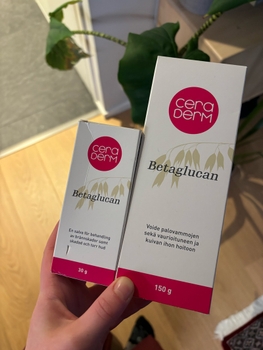 cera
DERM
Betaglucan
En salva för behandling
av brännskador samt
skadad och torr hud
30 g
cera
DERM
Betaglucan
Voide palovammujen
sekä vaurioituneen ja
kuivan ihon hoitoon
150 g